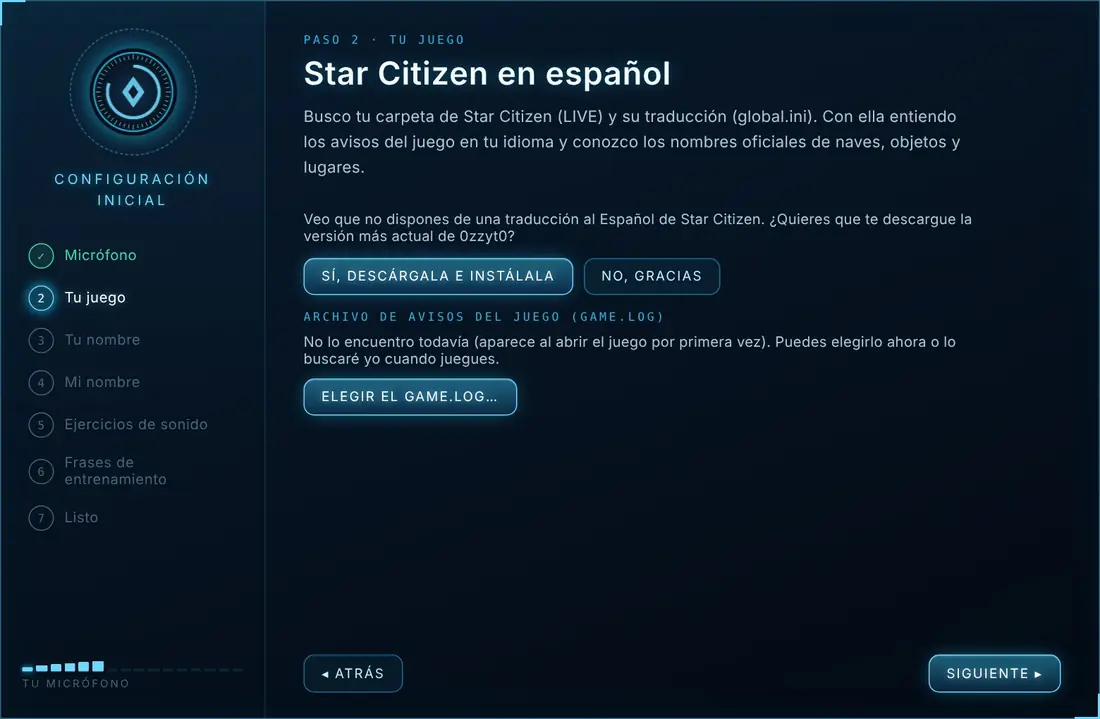 CONFIGURACIÓN
INICIAL
✓ Micrófono
2 Tu juego
3 Tu nombre
4 Mi nombre
5 Ejercicios de sonido
6 Frases de
entrenamiento
7 Listo
TU MICRÓFONO
PASO 2 · TU JUEGO
Star Citizen en español
Busco tu carpeta de Star Citizen (LIVE) y su traducción (global.ini). Con ella entiendo
los avisos del juego en tu idioma y conozco los nombres oficiales de naves, objetos y
lugares.
Veo que no dispones de una traducción al Español de Star Citizen. ¿Quieres que te descargue la
versión más actual de 0zzyt0?
SÍ, DESCÁRGALA E INSTÁLALA
NO, GRACIAS
ARCHIVO DE AVISOS DEL JUEGO (GAME.LOG)
No lo encuentro todavía (aparece al abrir el juego por primera vez). Puedes elegirlo ahora o lo
buscaré yo cuando juegues.
ELEGIR EL GAME.LOG…
◂ ATRÁS
SIGUIENTE ▸